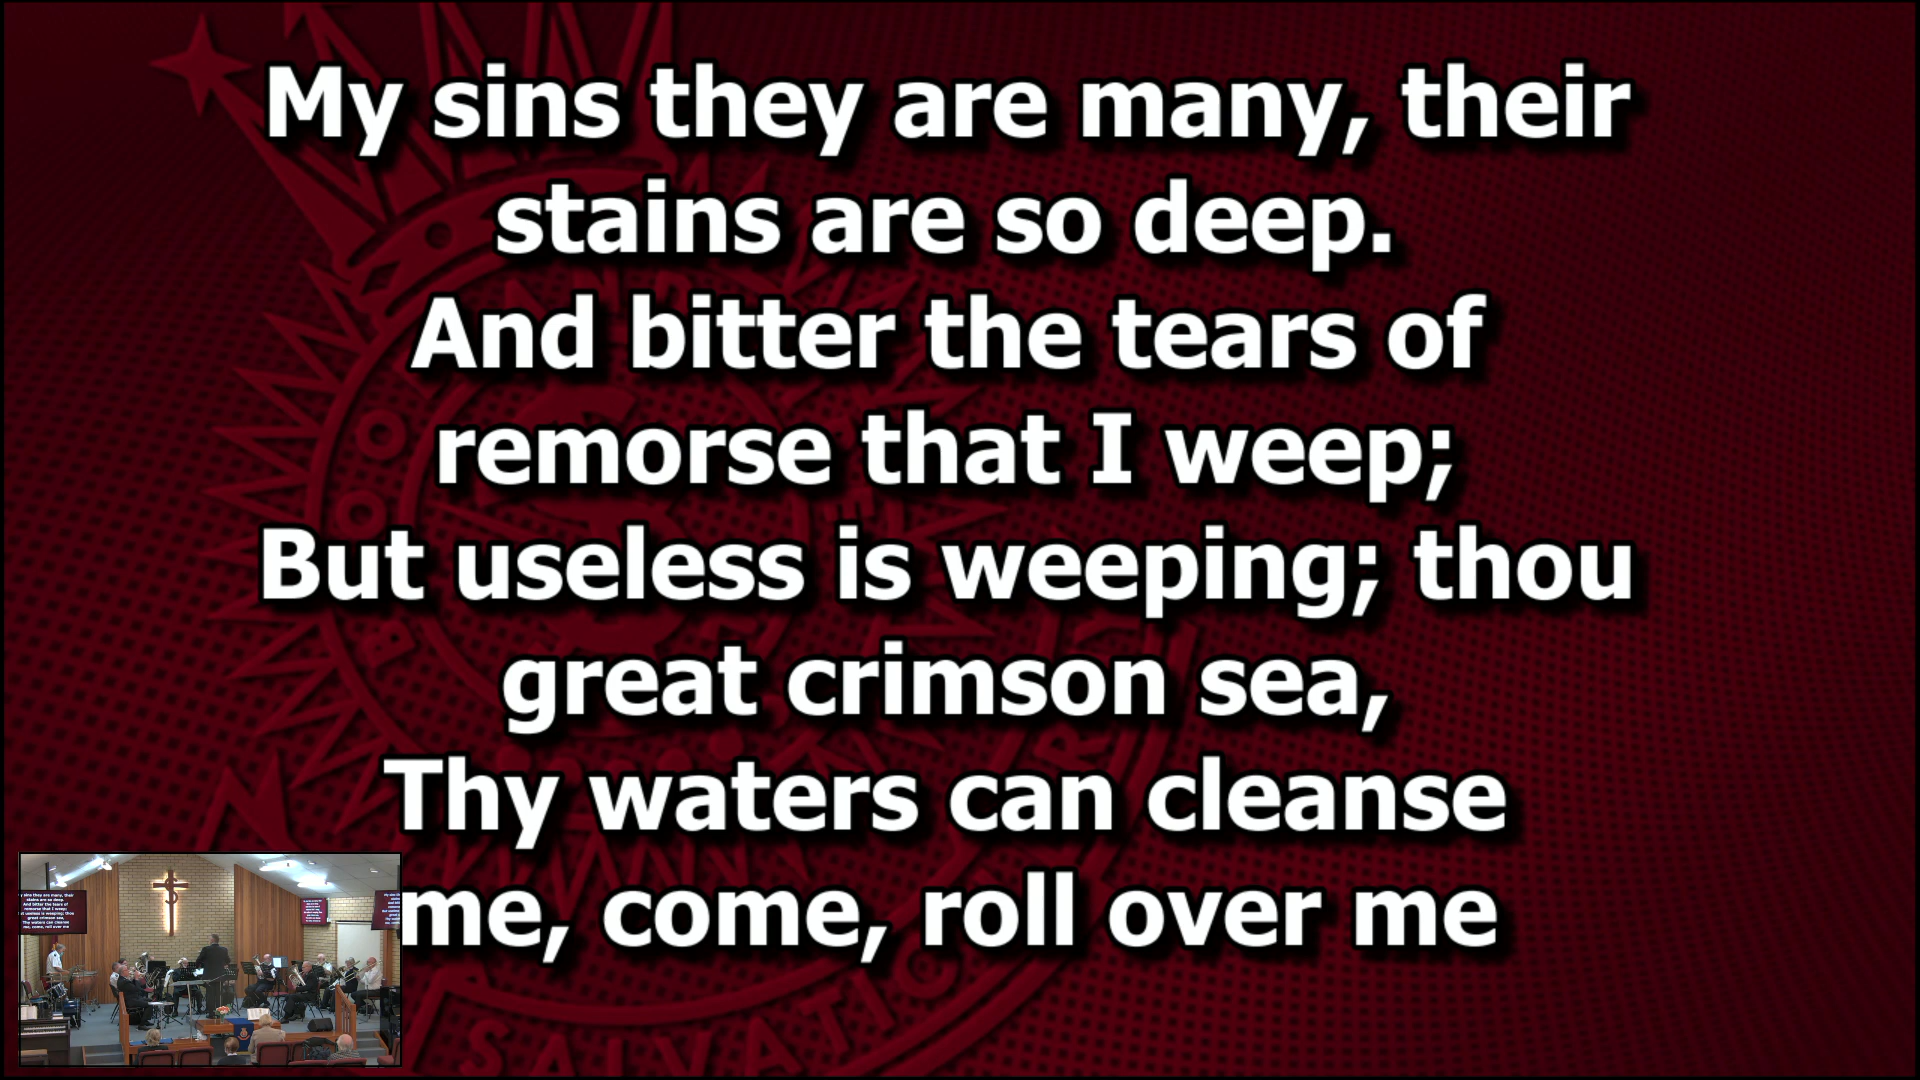 My sins they are many, their
stains are so deep.
And bitter the tears of
remorse that I weep;
But useless is weeping; thou
great crimson sea,
Thy waters can cleanse
me, come, roll over me
SALVATI